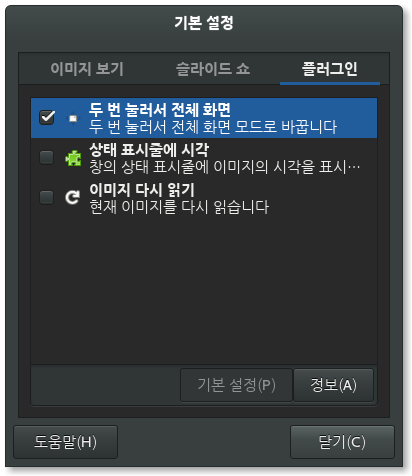 기본 설정
이미지 보기 슬라이드 쇼 플러그인
두 번 눌러서 전체 화면
두 번 눌러서 전체 화면 모드로 바꿉니다
상태 표시줄에 시각
창의 상태 표시줄에 이미지의 시각을 표시…
이미지 다시 읽기
현재 이미지를 다시 읽습니다
기본 설정(P) 정보(A)
도움말(H) 닫기(C)